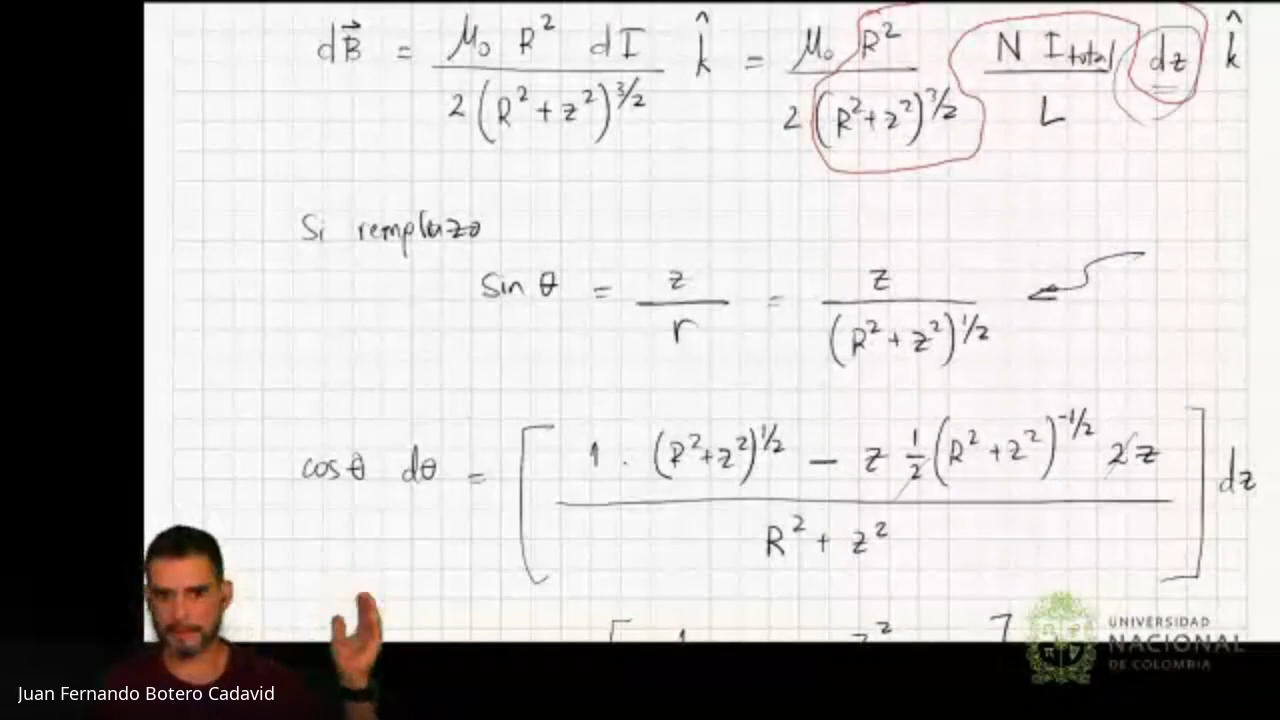 dB⃗ = μ₀ R² dI / 2(R²+z²)^3/2 k̂ = μ₀ R² / 2(R²+z²)^3/2 N I total / L dz k̂
Si remplazo
sin θ = z / r = z / (R²+z²)^1/2
cos θ dθ = [ 1 · (R²+z²)^1/2 − z 1/2 (R²+z²)^-1/2 2z / R²+z² ] dz
UNIVERSIDAD
NACIONAL
DE COLOMBIA
Juan Fernando Botero Cadavid